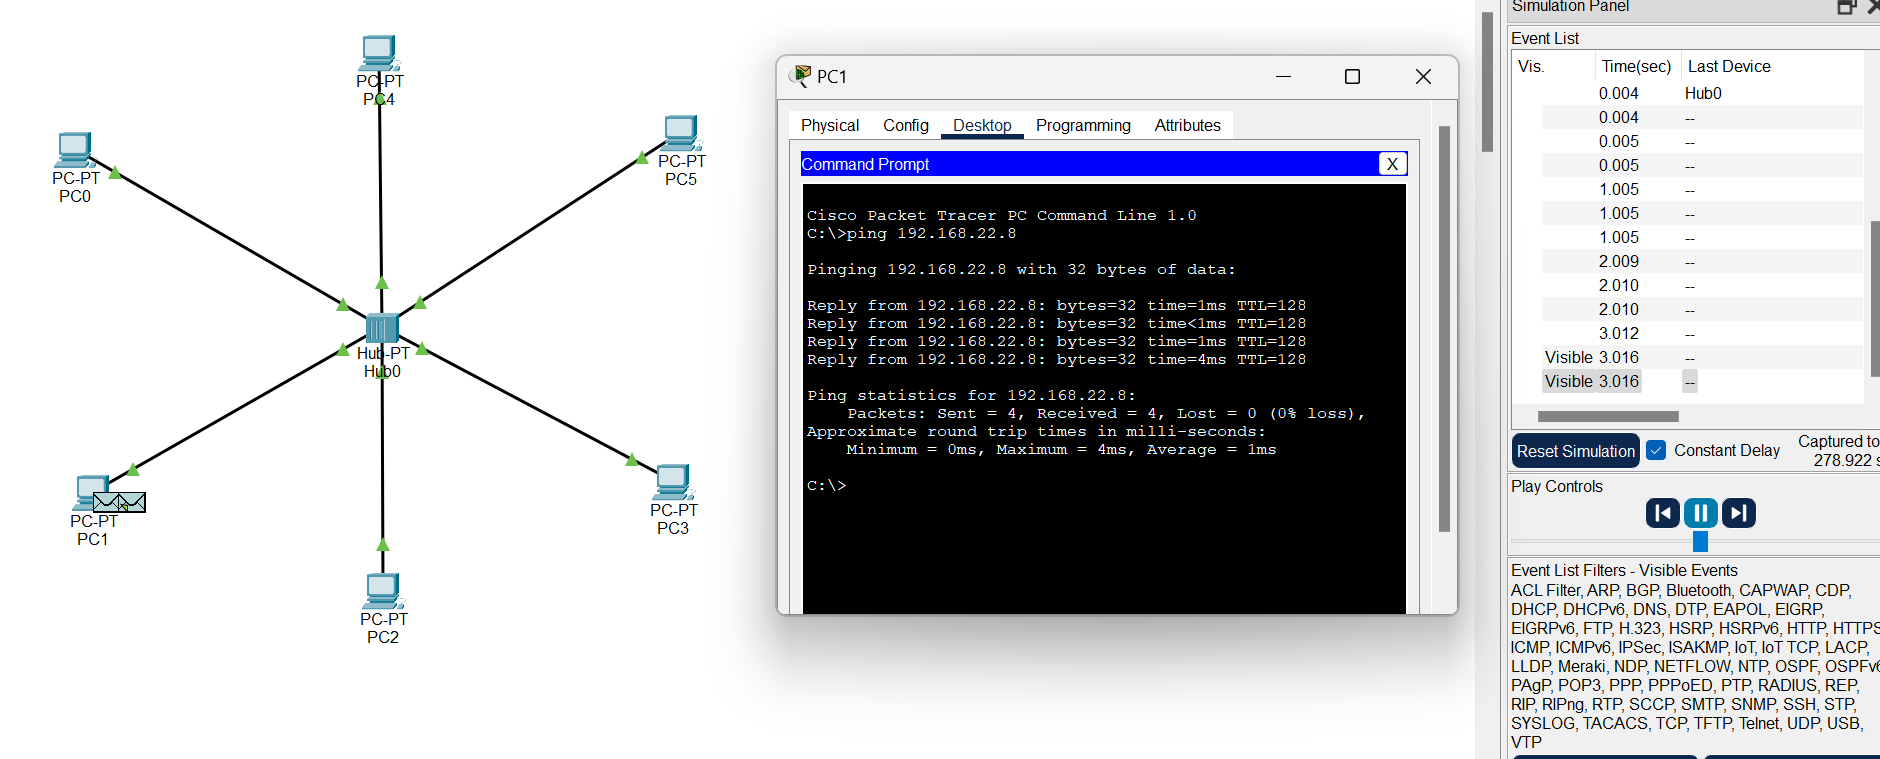 PC-PT
PC4
PC-PT
PC0
PC-PT
PC5
Hub-PT
Hub0
PC-PT
PC1
PC-PT
PC3
PC-PT
PC2
PC1
Physical Config Desktop Programming Attributes
Command Prompt X
Cisco Packet Tracer PC Command Line 1.0
C:\>ping 192.168.22.8
Pinging 192.168.22.8 with 32 bytes of data:
Reply from 192.168.22.8: bytes=32 time=1ms TTL=128
Reply from 192.168.22.8: bytes=32 time<1ms TTL=128
Reply from 192.168.22.8: bytes=32 time=1ms TTL=128
Reply from 192.168.22.8: bytes=32 time=4ms TTL=128
Ping statistics for 192.168.22.8:
Packets: Sent = 4, Received = 4, Lost = 0 (0% loss),
Approximate round trip times in milli-seconds:
Minimum = 0ms, Maximum = 4ms, Average = 1ms
C:\>
Simulation Panel
Event List
Vis. Time(sec) Last Device
0.004 Hub0
0.004 --
0.005 --
0.005 --
1.005 --
1.005 --
1.005 --
2.009 --
2.010 --
2.010 --
3.012 --
Visible 3.016 --
Visible 3.016 --
Reset Simulation Constant Delay Captured to
278.922 s
Play Controls
Event List Filters - Visible Events
ACL Filter, ARP, BGP, Bluetooth, CAPWAP, CDP,
DHCP, DHCPv6, DNS, DTP, EAPOL, EIGRP,
EIGRPv6, FTP, H.323, HSRP, HSRPv6, HTTP, HTTPS
ICMP, ICMPv6, IPSec, ISAKMP, IoT, IoT TCP, LACP,
LLDP, Meraki, NDP, NETFLOW, NTP, OSPF, OSPFv6
PAgP, POP3, PPP, PPPoED, PTP, RADIUS, REP,
RIP, RIPng, RTP, SCCP, SMTP, SNMP, SSH, STP,
SYSLOG, TACACS, TCP, TFTP, Telnet, UDP, USB,
VTP